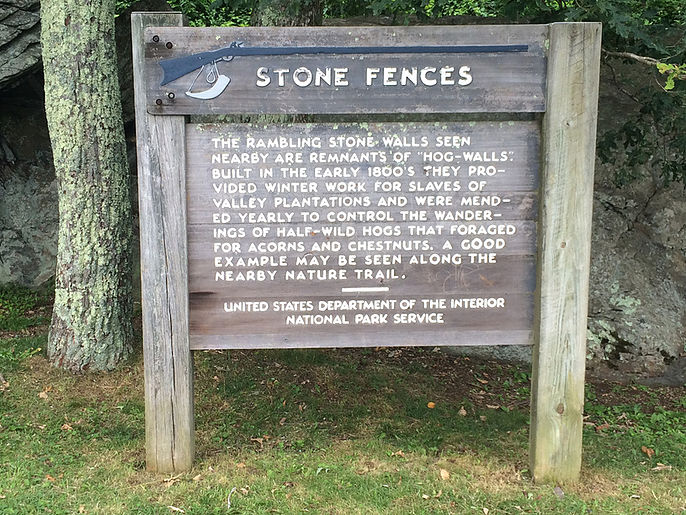 STONE FENCES
THE RAMBLING STONE WALLS SEEN
NEARBY ARE REMNANTS OF "HOG-WALLS".
BUILT IN THE EARLY 1800'S THEY PRO-
VIDED WINTER WORK FOR SLAVES OF
VALLEY PLANTATIONS AND WERE MEND-
ED YEARLY TO CONTROL THE WANDER-
INGS OF HALF-WILD HOGS THAT FORAGED
FOR ACORNS AND CHESTNUTS. A GOOD
EXAMPLE MAY BE SEEN ALONG THE
NEARBY NATURE TRAIL.
UNITED STATES DEPARTMENT OF THE INTERIOR
NATIONAL PARK SERVICE